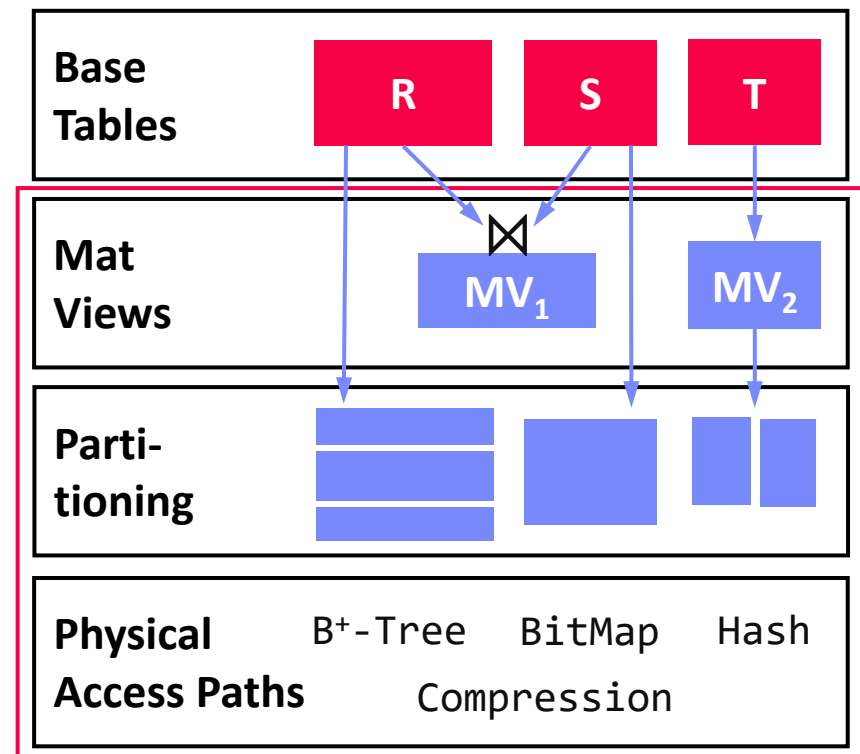 Base
Tables
R
S
T
Mat
Views
⋈
MV₁
MV₂
Parti-
tioning
Physical
Access Paths
B⁺-Tree
BitMap
Hash
Compression